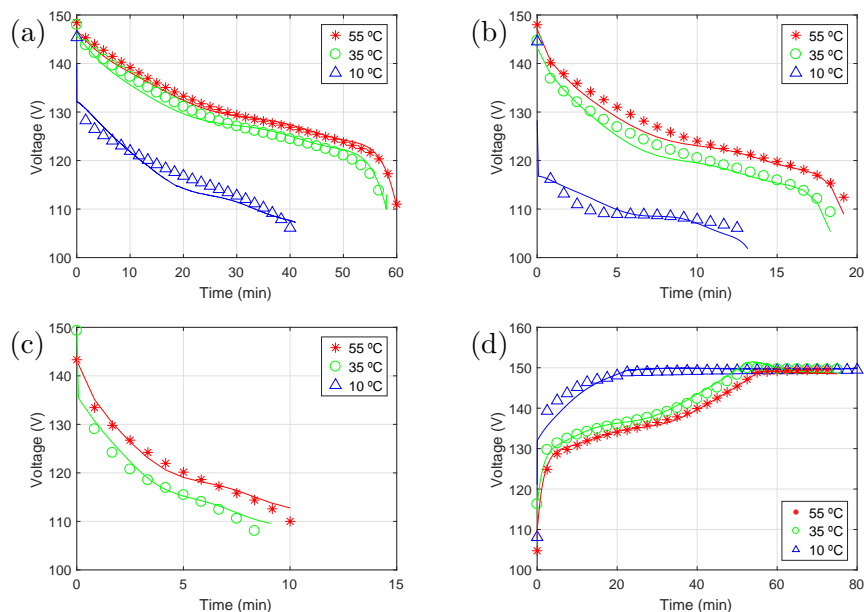 (a)
150
140
130
120
110
100
Voltage (V)
55 ºC
35 ºC
10 ºC
0 10 20 30 40 50 60
Time (min)
(b)
150
140
130
120
110
100
Voltage (V)
55 ºC
35 ºC
10 ºC
0 5 10 15 20
Time (min)
(c)
150
140
130
120
110
100
Voltage (V)
55 ºC
35 ºC
10 ºC
0 5 10 15
Time (min)
(d)
160
150
140
130
120
110
100
Voltage (V)
55 ºC
35 ºC
10 ºC
0 20 40 60 80
Time (min)